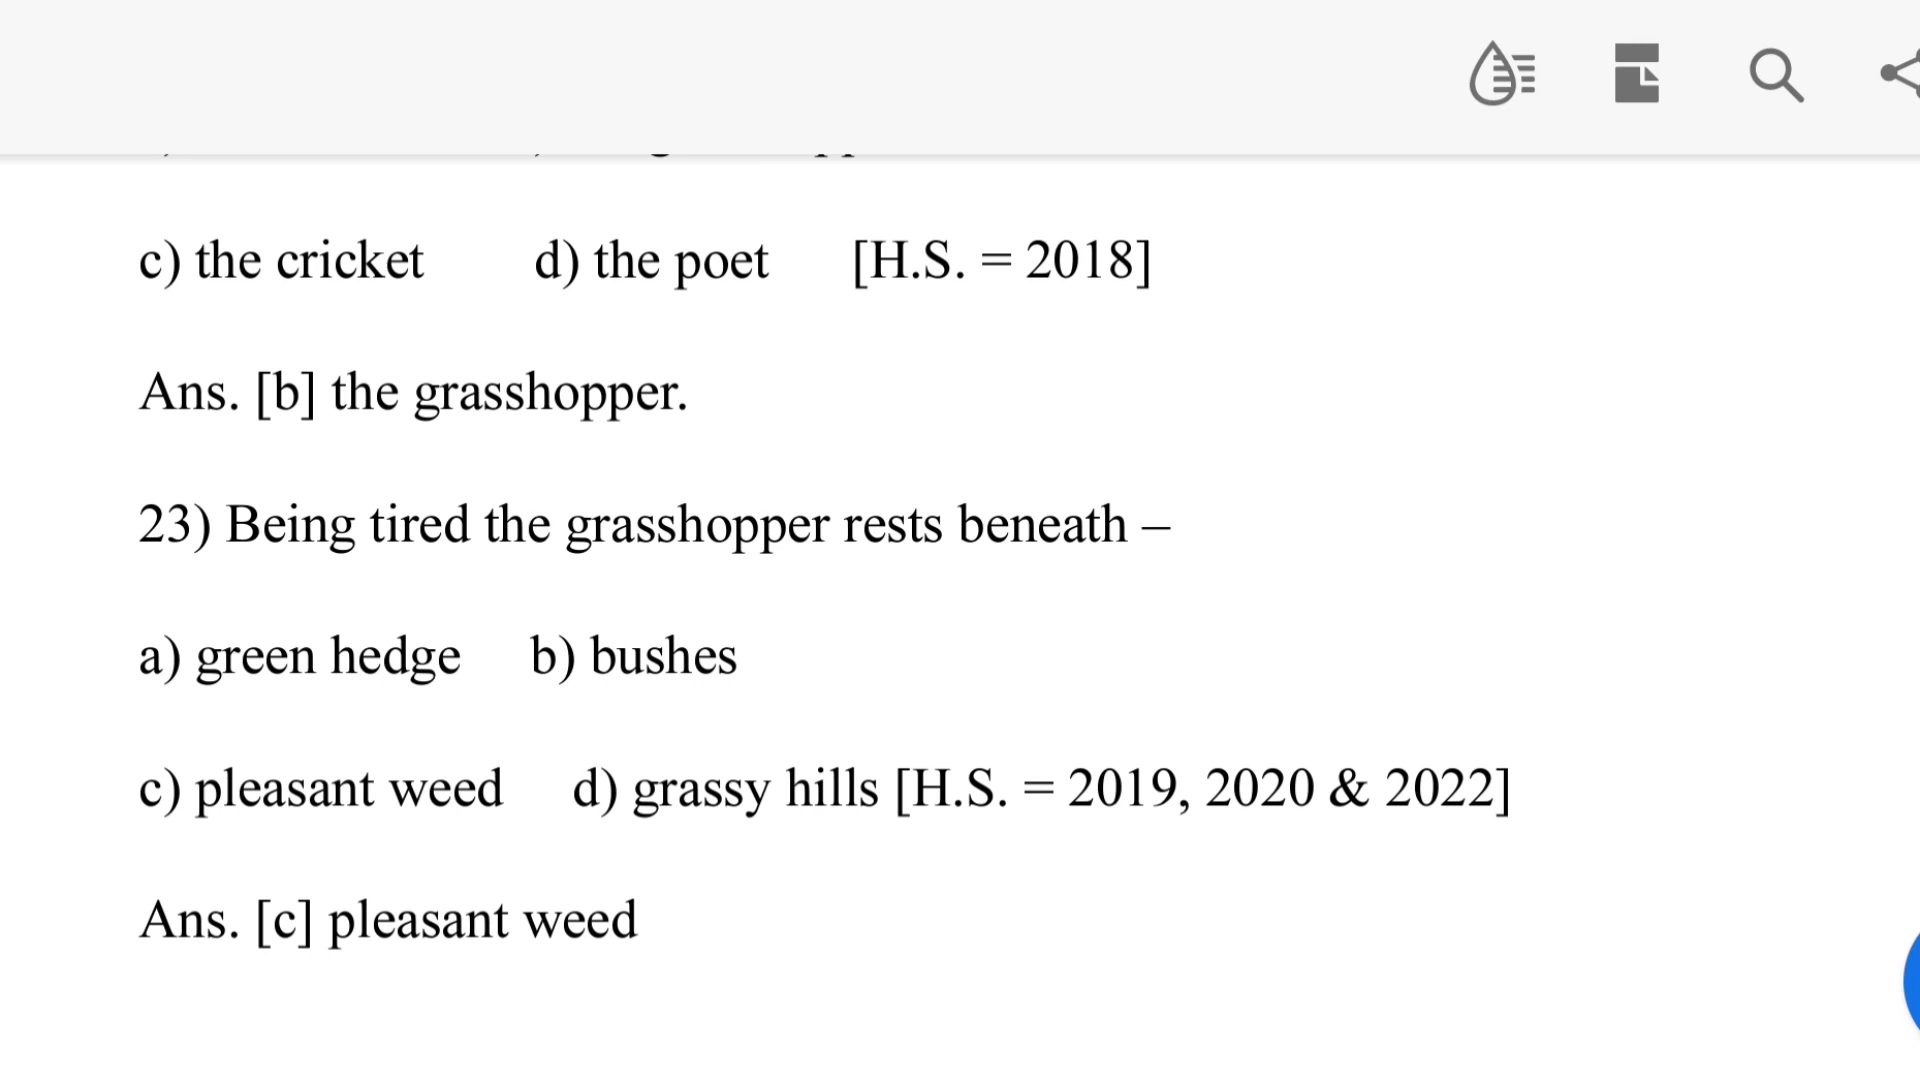 c) the cricket d) the poet [H.S. = 2018]
Ans. [b] the grasshopper.
23) Being tired the grasshopper rests beneath –
a) green hedge b) bushes
c) pleasant weed d) grassy hills [H.S. = 2019, 2020 & 2022]
Ans. [c] pleasant weed